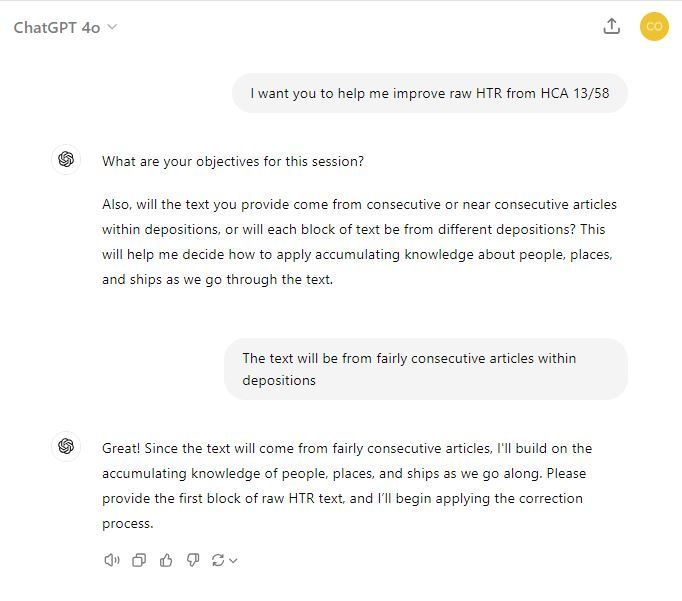 ChatGPT 4o
CO
I want you to help me improve raw HTR from HCA 13/58
What are your objectives for this session?
Also, will the text you provide come from consecutive or near consecutive articles
within depositions, or will each block of text be from different depositions? This
will help me decide how to apply accumulating knowledge about people, places,
and ships as we go through the text.
The text will be from fairly consecutive articles within
depositions
Great! Since the text will come from fairly consecutive articles, I'll build on the
accumulating knowledge of people, places, and ships as we go along. Please
provide the first block of raw HTR text, and I'll begin applying the correction
process.